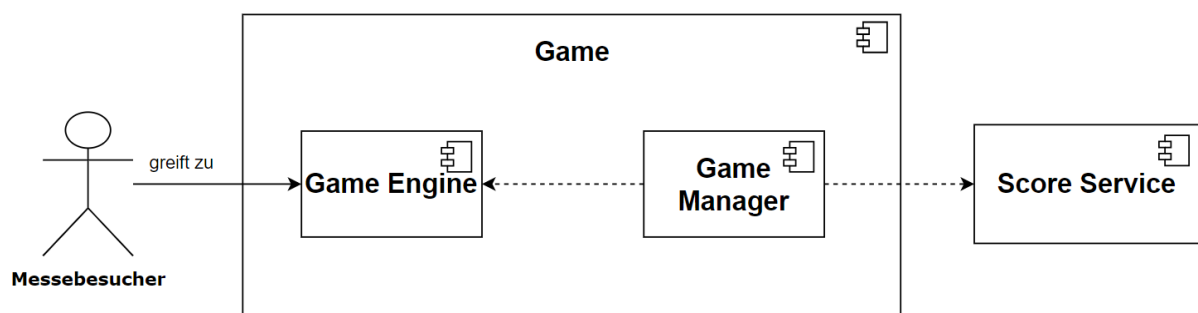 Game
greift zu
Game Engine
Game
Manager
Score Service
Messebesucher